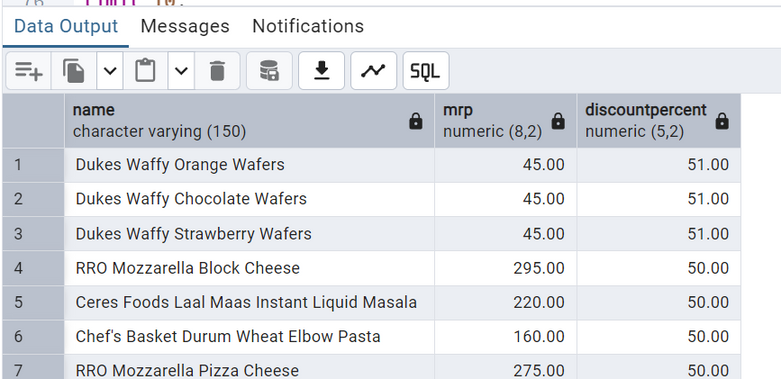 Data Output Messages Notifications
SQL
name mrp discountpercent
character varying (150) numeric (8,2) numeric (5,2)
1 Dukes Waffy Orange Wafers 45.00 51.00
2 Dukes Waffy Chocolate Wafers 45.00 51.00
3 Dukes Waffy Strawberry Wafers 45.00 51.00
4 RRO Mozzarella Block Cheese 295.00 50.00
5 Ceres Foods Laal Maas Instant Liquid Masala 220.00 50.00
6 Chef's Basket Durum Wheat Elbow Pasta 160.00 50.00
7 RRO Mozzarella Pizza Cheese 275.00 50.00